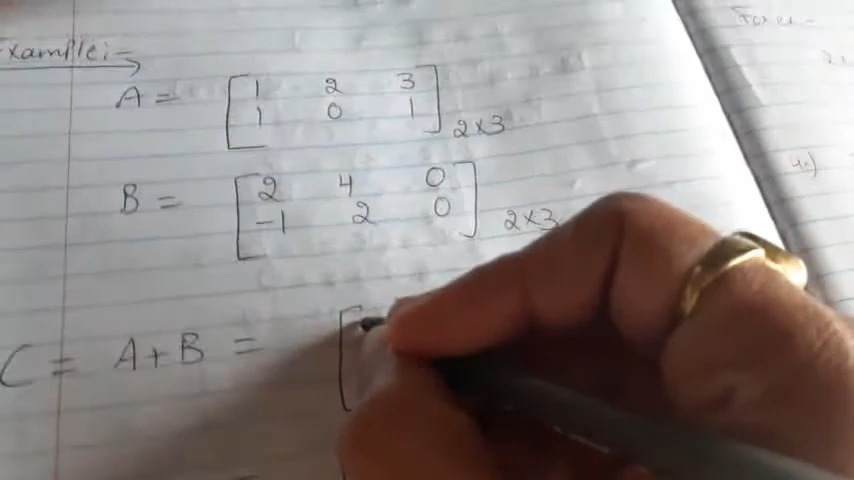 Example:-
A = [ 1 2 3
1 0 1 ] 2×3
B = [ 2 4 0
-1 2 0 ] 2×3
C = A+B = [